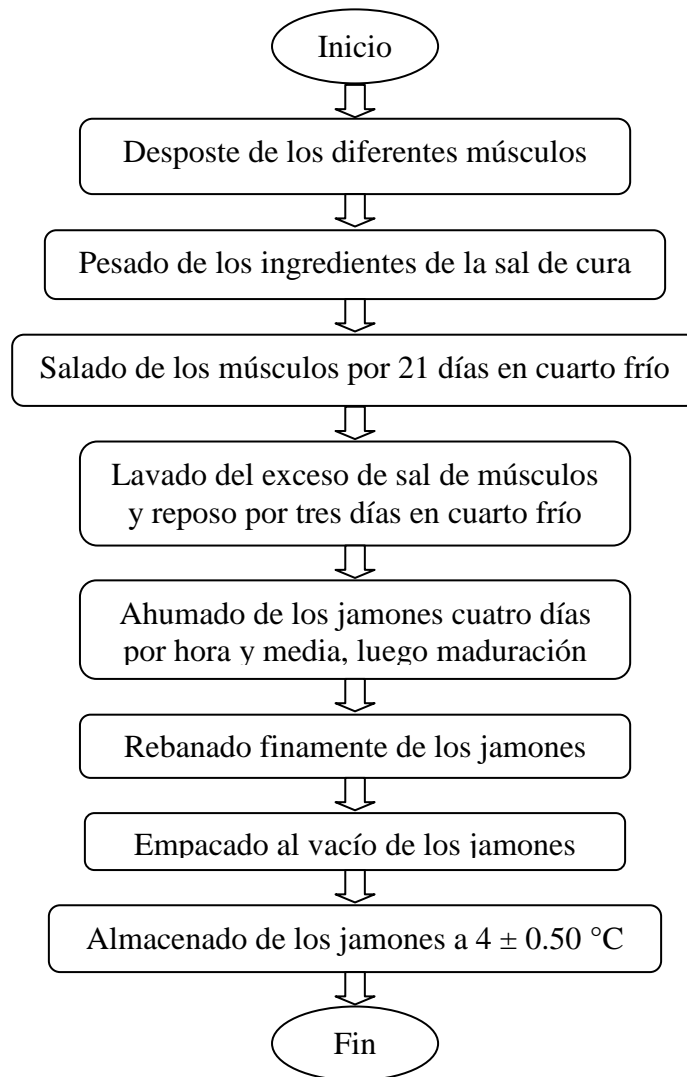 Inicio
Desposte de los diferentes músculos
Pesado de los ingredientes de la sal de cura
Salado de los músculos por 21 días en cuarto frío
Lavado del exceso de sal de músculos
y reposo por tres días en cuarto frío
Ahumado de los jamones cuatro días
por hora y media, luego maduración
Rebanado finamente de los jamones
Empacado al vacío de los jamones
Almacenado de los jamones a 4 ± 0.50 °C
Fin